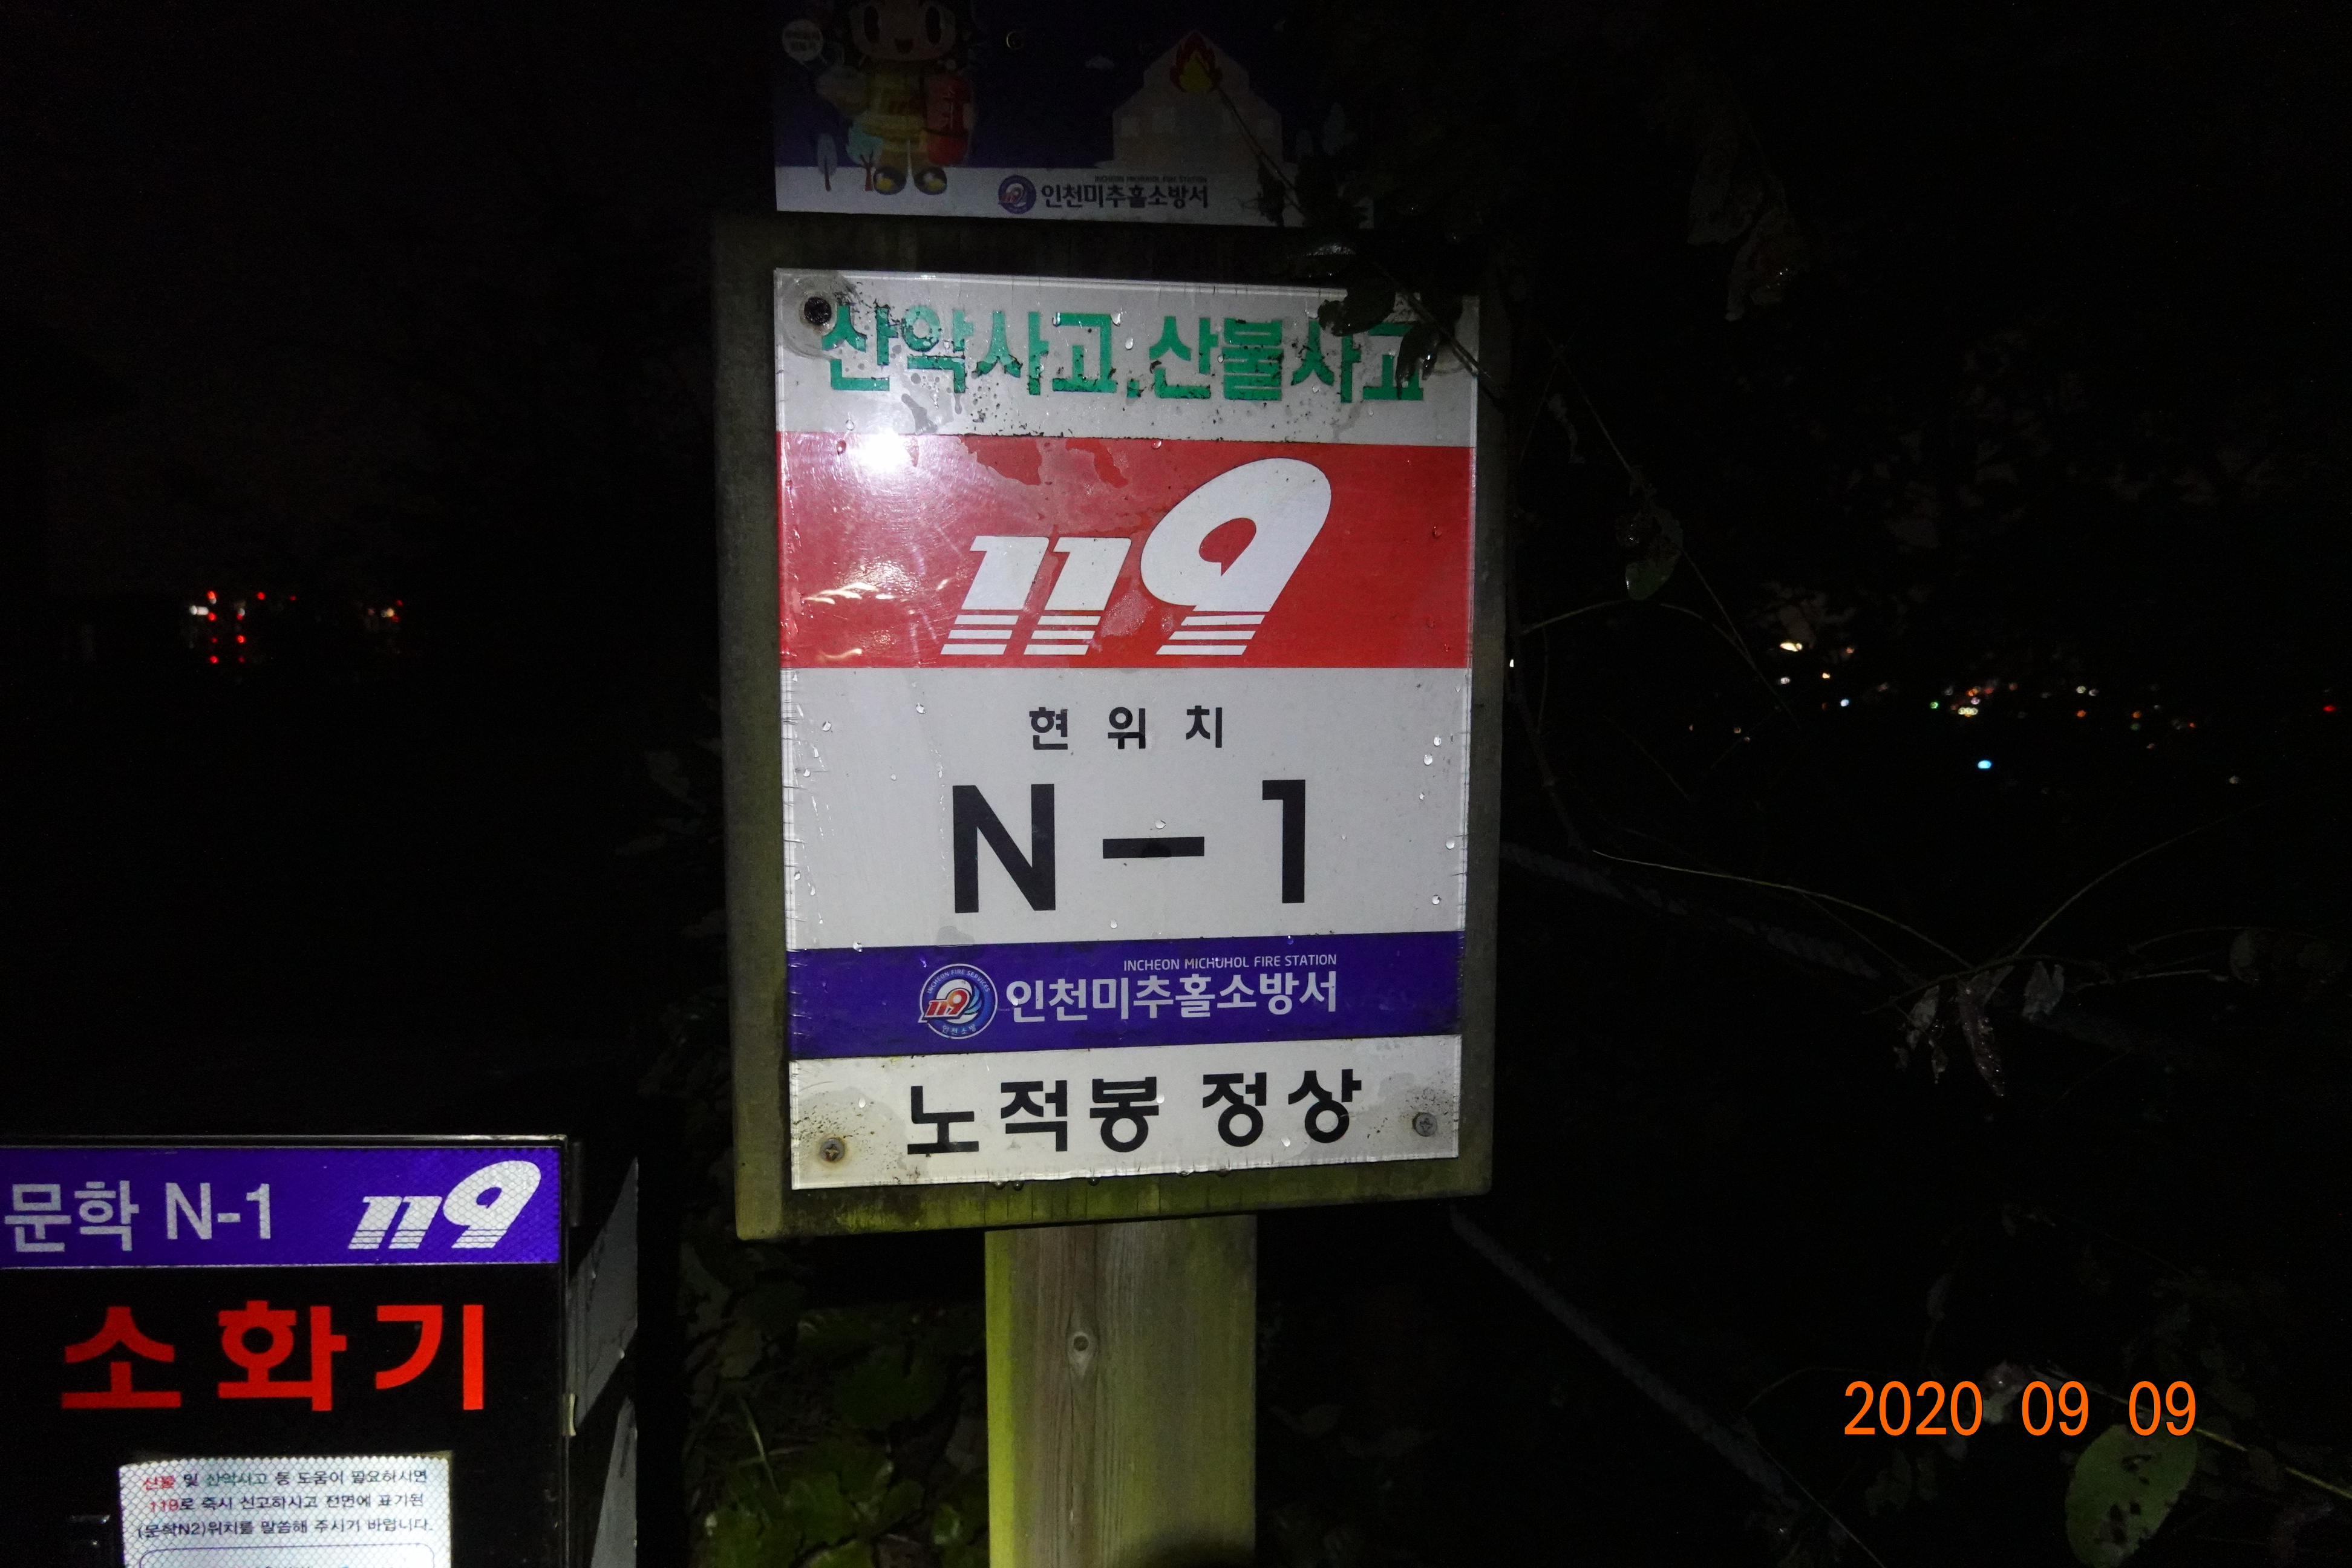 INCHEON MICHUHOL FIRE STATION
인천미추홀소방서
산악사고,산불사고
119
현 위 치
N - 1
INCHEON MICHUHOL FIRE STATION
인천미추홀소방서
노적봉 정상
문학 N-1 119
소화기
산불 및 산악사고 등 도움이 필요하시면
119로 즉시 신고하시고 전면에 표기된
(문학N2)위치를 말씀해 주시기 바랍니다.
2020 09 09